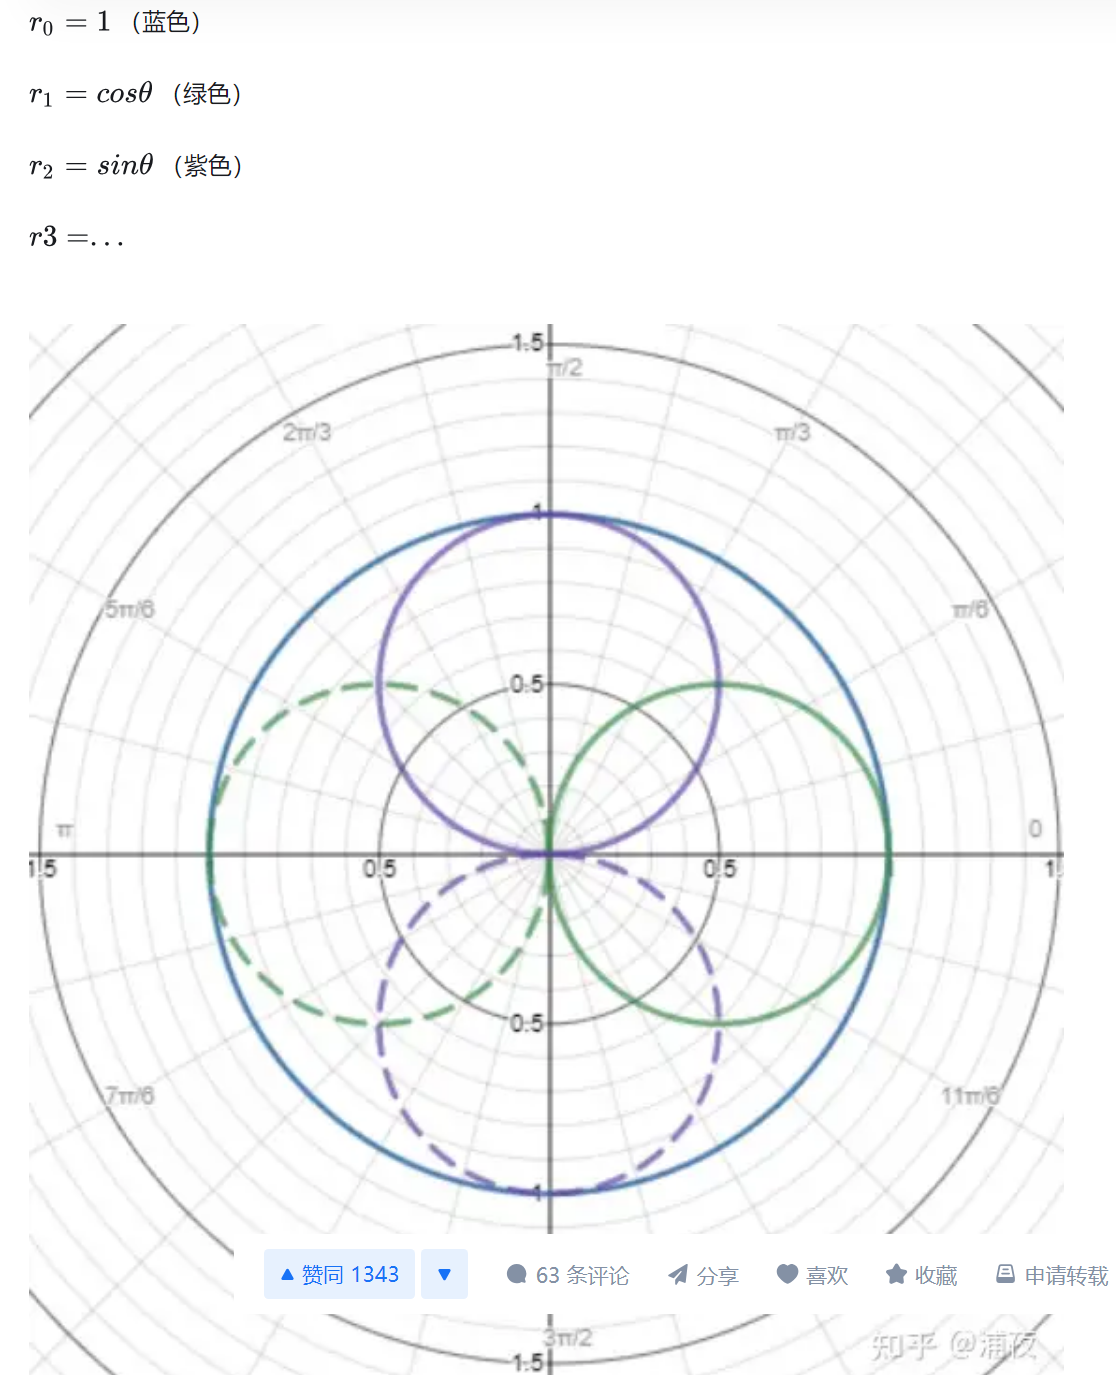 r₀ = 1 （蓝色）
r₁ = cosθ （绿色）
r₂ = sinθ （紫色）
r3 =...
1.5
π/2
2π/3
π/3
1
5π/6
π/6
0.5
π
0
1.5
0.5
0.5
1.
0.5
7π/6
11π/6
1
赞同 1343
63 条评论
分享
喜欢
收藏
申请转载
3π/2
知乎 @浦夜
1.5